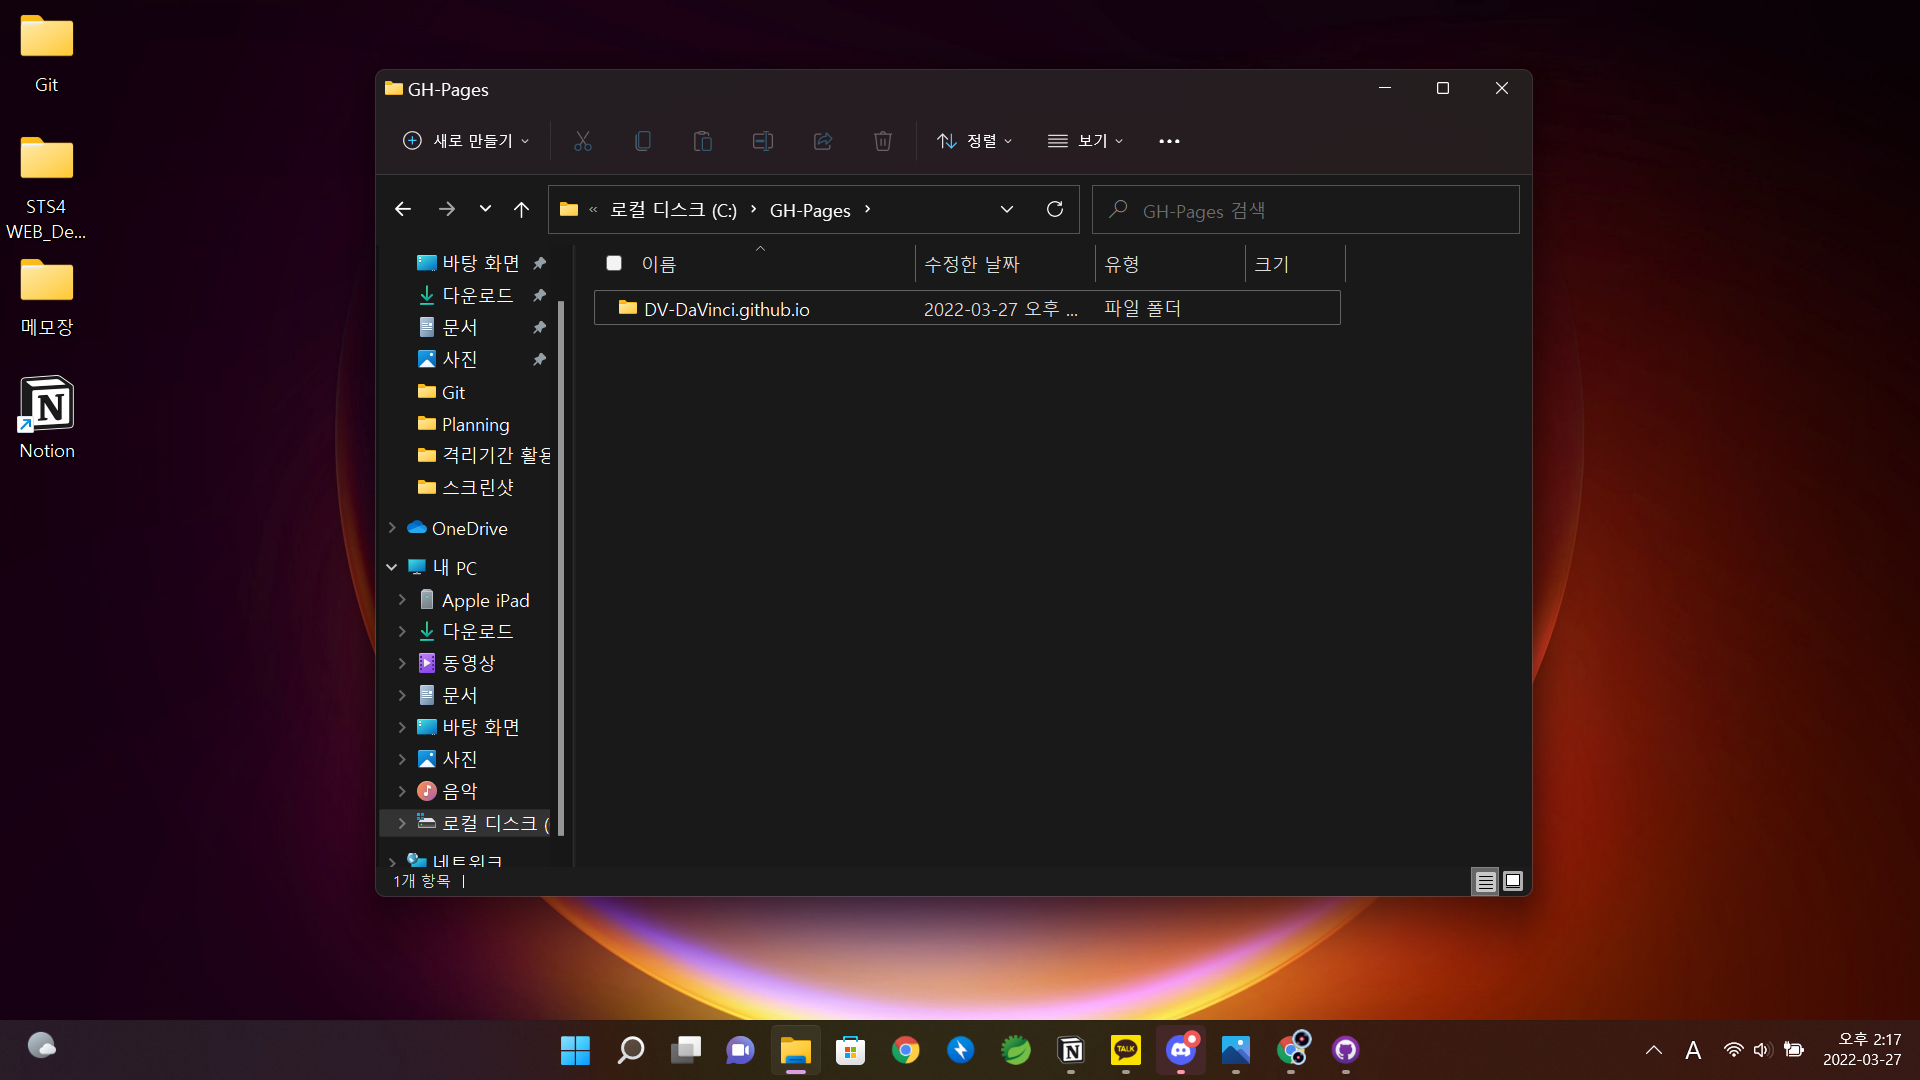 Git
STS4
WEB_De...
메모장
Notion
GH-Pages
새로 만들기
정렬
보기
« 로컬 디스크 (C:) › GH-Pages ›
GH-Pages 검색
바탕 화면
다운로드
문서
사진
Git
Planning
격리기간 활용
스크린샷
OneDrive
내 PC
Apple iPad
다운로드
동영상
문서
바탕 화면
사진
음악
로컬 디스크 (
네트워크
이름 수정한 날짜 유형 크기
DV-DaVinci.github.io 2022-03-27 오후 ... 파일 폴더
1개 항목
TALK
A
오후 2:17
2022-03-27